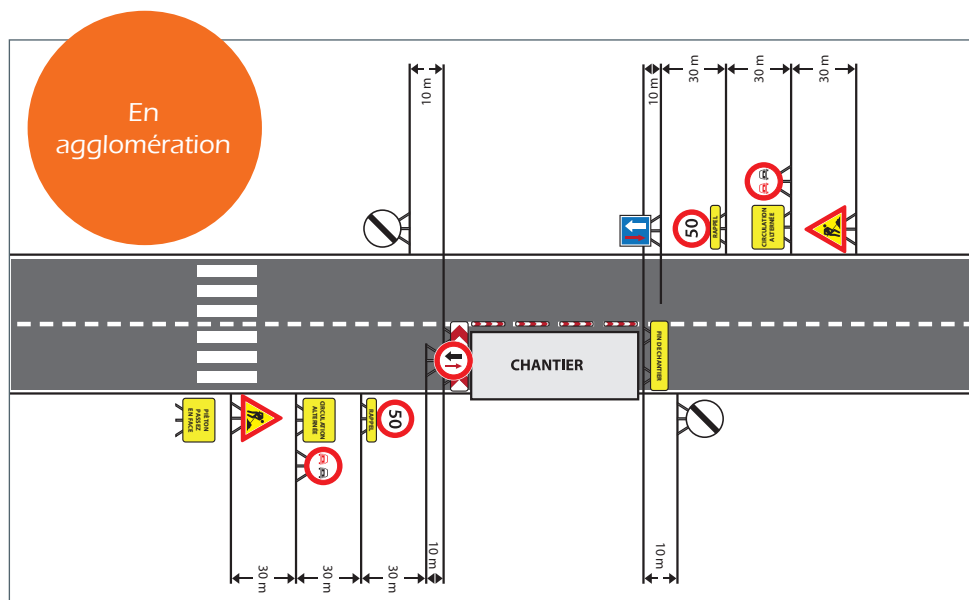 En
agglomération
10 m
10 m
30 m
30 m
30 m
50
RAPPEL
CIRCULATION
ALTERNÉE
CHANTIER
FIN DE CHANTIER
PIÉTON
PASSEZ
EN FACE
CIRCULATION
ALTERNÉE
RAPPEL
50
30 m
30 m
30 m
10 m
10 m